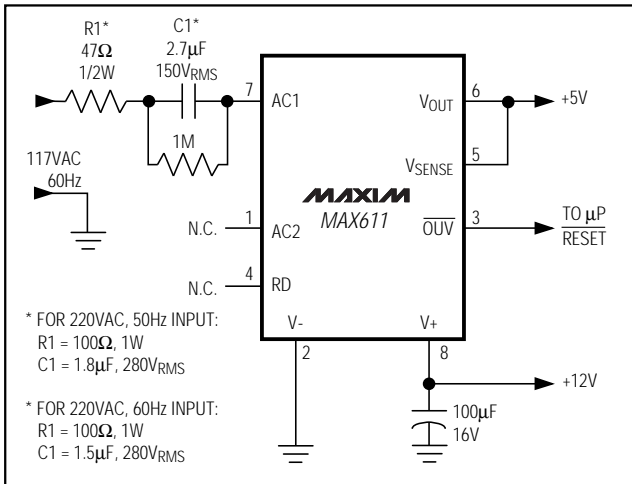 R1*
47Ω
1/2W
C1*
2.7μF
150VRMS
7
AC1
1M
117VAC
60Hz
N.C.
1
AC2
N.C.
4
RD
MAXIM
MAX611
VOUT
6
+5V
VSENSE
5
OUV
3
TO μP
RESET
V-
2
V+
8
+12V
100μF
16V
* FOR 220VAC, 50Hz INPUT:
R1 = 100Ω, 1W
C1 = 1.8μF, 280VRMS
* FOR 220VAC, 60Hz INPUT:
R1 = 100Ω, 1W
C1 = 1.5μF, 280VRMS